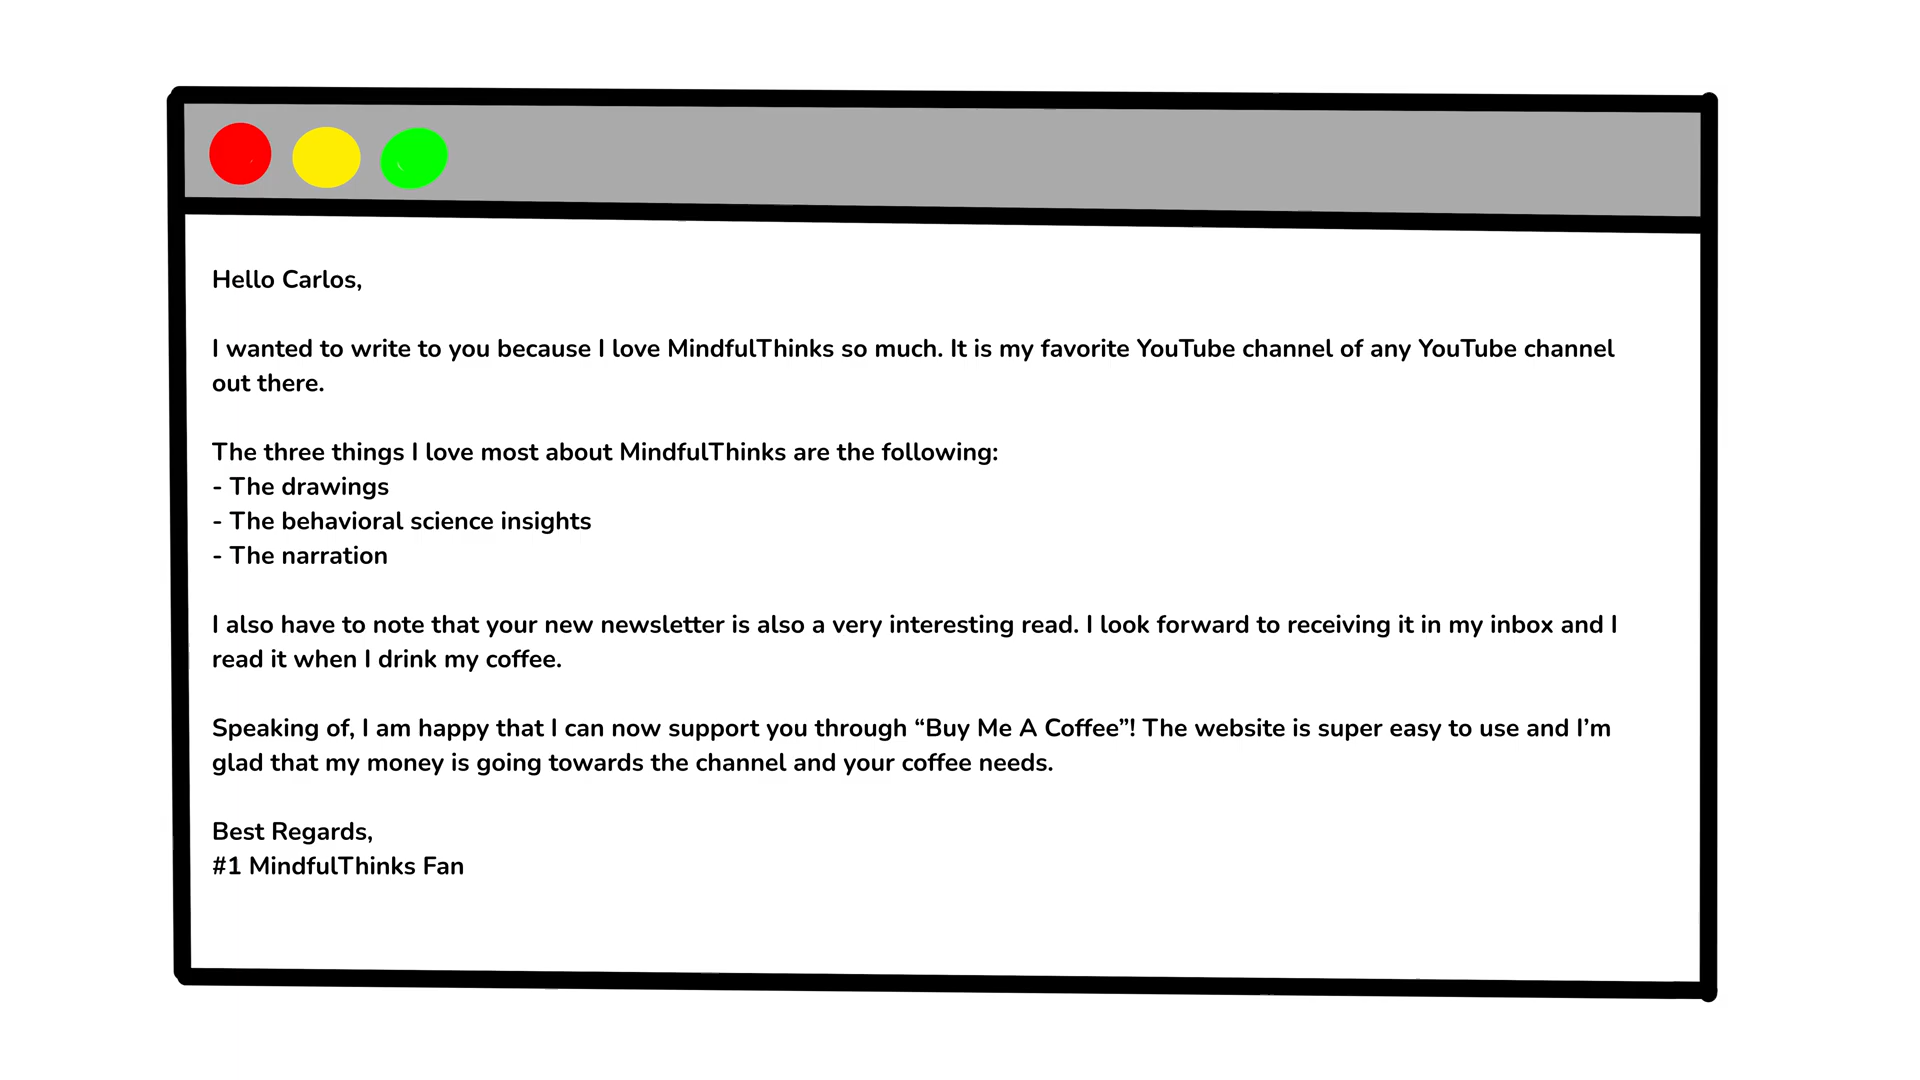 Hello Carlos,
I wanted to write to you because I love MindfulThinks so much. It is my favorite YouTube channel of any YouTube channel
out there.
The three things I love most about MindfulThinks are the following:
- The drawings
- The behavioral science insights
- The narration
I also have to note that your new newsletter is also a very interesting read. I look forward to receiving it in my inbox and I
read it when I drink my coffee.
Speaking of, I am happy that I can now support you through “Buy Me A Coffee”! The website is super easy to use and I’m
glad that my money is going towards the channel and your coffee needs.
Best Regards,
#1 MindfulThinks Fan